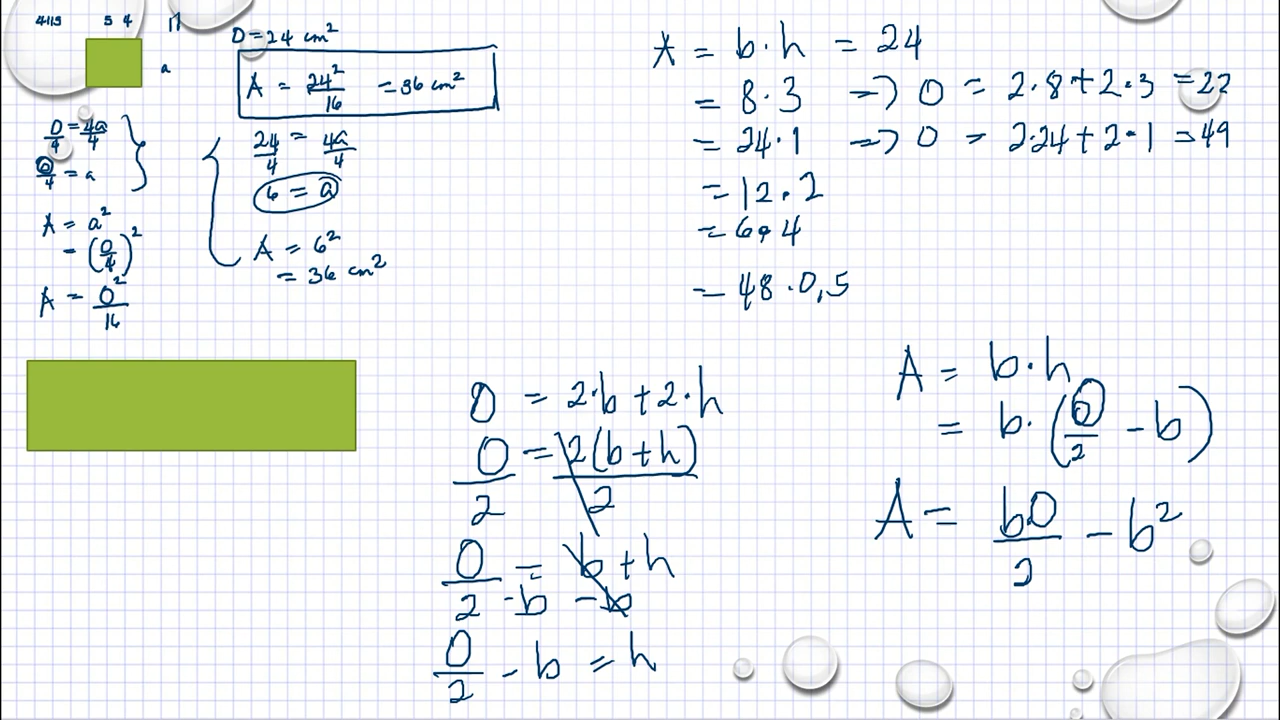 4113 5 4 Π
a
O/4 = 4a/4
O/4 = a
A = a²
= (O/4)²
A = O²/16
O = 24 cm²
A = 24²/16 = 36 cm²
24/4 = 4a/4
6 = a
A = 6²
= 36 cm²
A = b·h = 24
= 8·3 => O = 2·8+2·3 = 22
= 24·1 => O = 2·24+2·1 = 49
= 12·2
= 6·4
= 48·0,5
O = 2·b + 2·h
O/2 = 2(b+h)/2
O/2 = b+h
-b -b
O/2 - b = h
A = b·h
= b·(O/2 - b)
A = bO/2 - b²